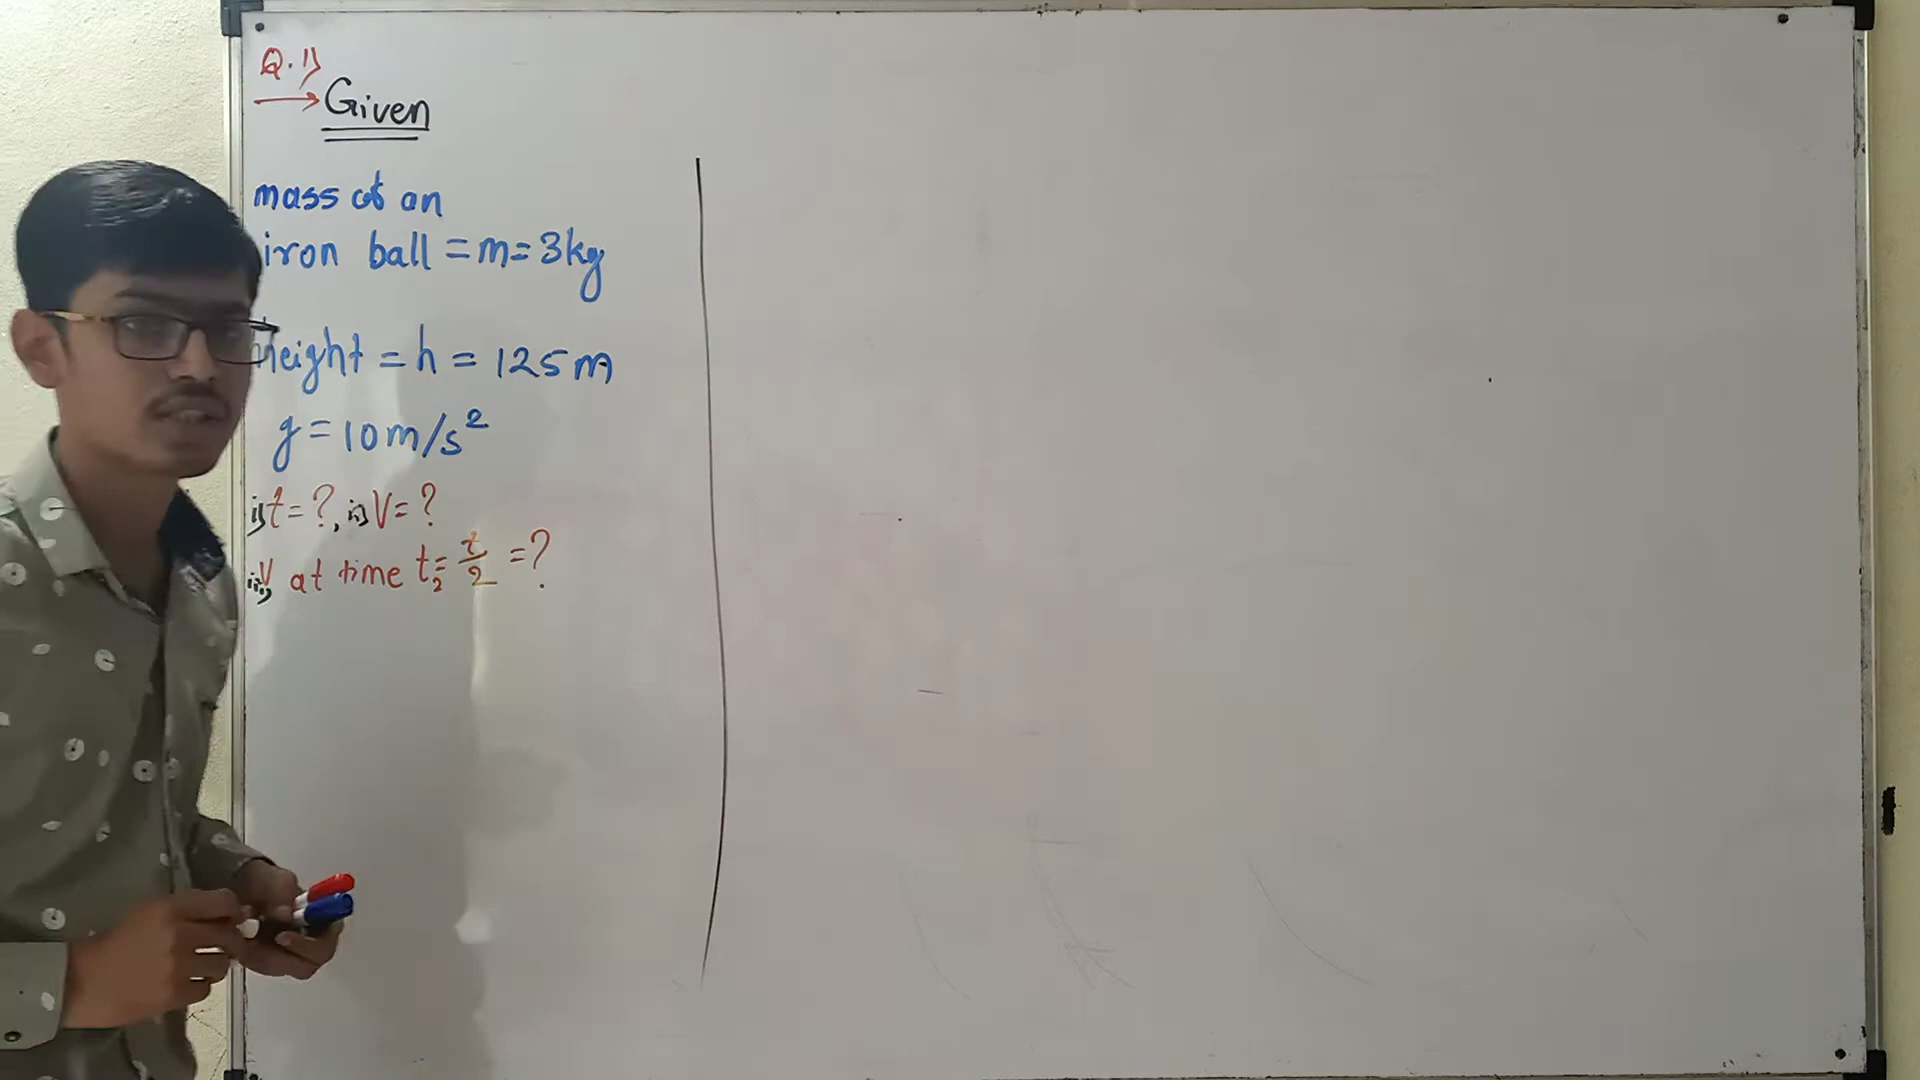 Q.1)
→ Given
mass of an
iron ball = m = 3kg
height = h = 125 m
g = 10 m/s²
i) t = ?, ii) V = ?
iii) V at time t₂ = t/2 = ?